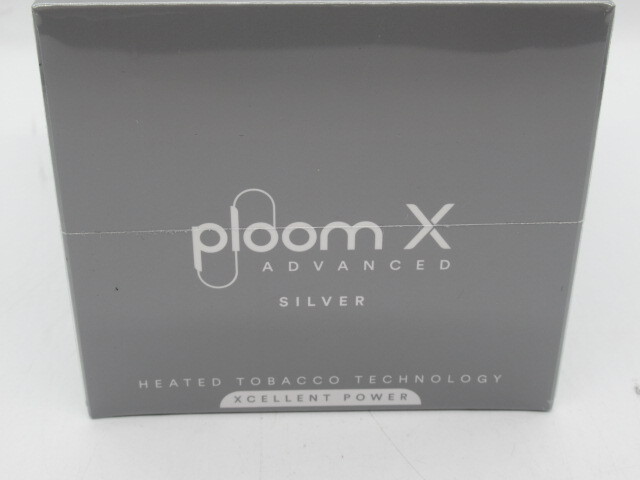 ploom X
ADVANCED
SILVER
HEATED TOBACCO TECHNOLOGY
XCELLENT POWER